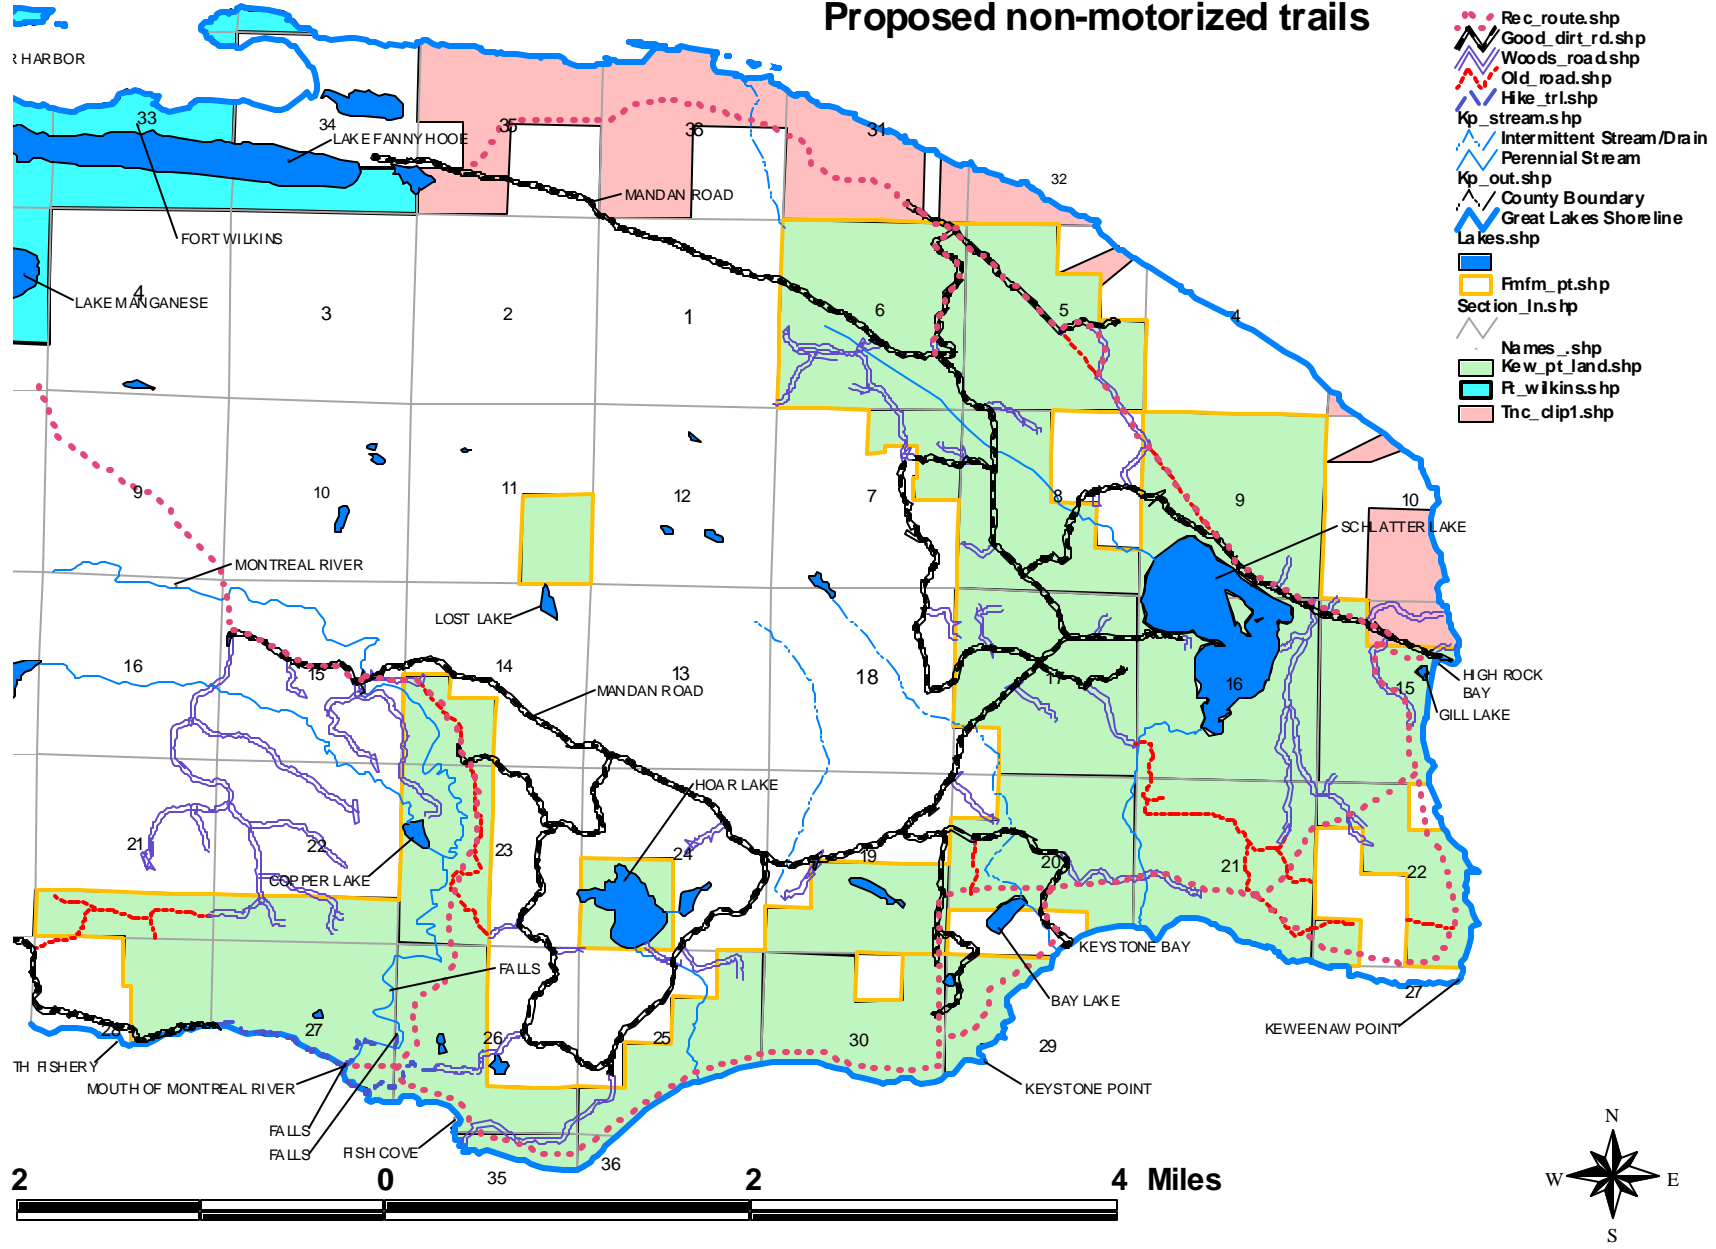 Proposed non-motorized trails
Rec_route.shp
Good_dirt_rd.shp
Woods_road.shp
Old_road.shp
Hike_trl.shp
Kp_stream.shp
Intermittent Stream/Drain
Perennial Stream
Kp_out.shp
County Boundary
Great Lakes Shoreline
Lakes.shp
Fmfm_pt.shp
Section_ln.shp
Names_.shp
Kew_pt_land.shp
Ft_wilkins.shp
Tnc_clip1.shp
R HARBOR
33
34
35
36
31
32
LAKE FANNY HOOE
MANDAN ROAD
FORT WILKINS
LAKE MANGANESE
4
3
2
1
6
5
4
9
10
11
12
7
8
9
10
SCHLATTER LAKE
MONTREAL RIVER
LOST LAKE
16
15
14
13
18
17
16
15
HIGH ROCK
BAY
GILL LAKE
MANDAN ROAD
HOAR LAKE
21
22
23
24
19
20
21
22
COPPER LAKE
KEYSTONE BAY
FALLS
BAY LAKE
28
27
26
25
30
29
27
KEWEENAW POINT
TH FISHERY
MOUTH OF MONTREAL RIVER
KEYSTONE POINT
FALLS
FALLS
FISH COVE
35
36
2 0 2 4 Miles
N
W E
S